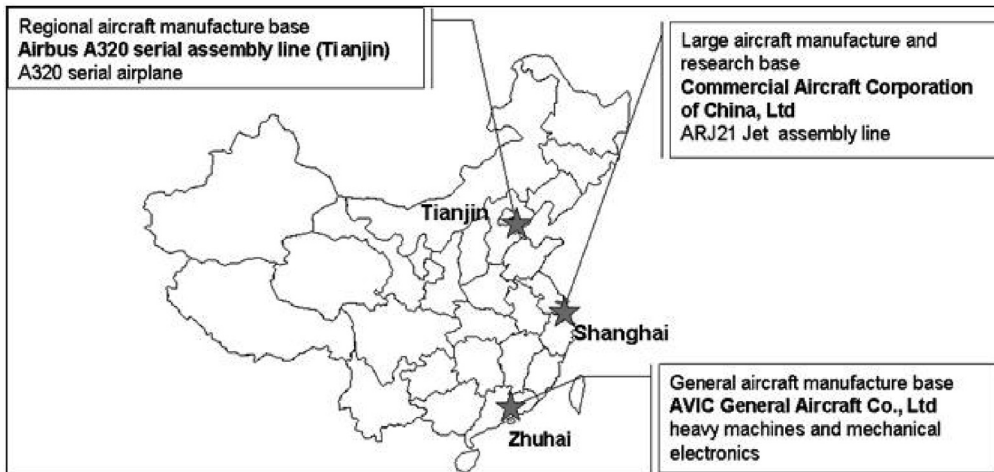 Regional aircraft manufacture base
Airbus A320 serial assembly line (Tianjin)
A320 serial airplane
Large aircraft manufacture and
research base
Commercial Aircraft Corporation
of China, Ltd
ARJ21 Jet assembly line
Tianjin
Shanghai
General aircraft manufacture base
AVIC General Aircraft Co., Ltd
heavy machines and mechanical
electronics
Zhuhai